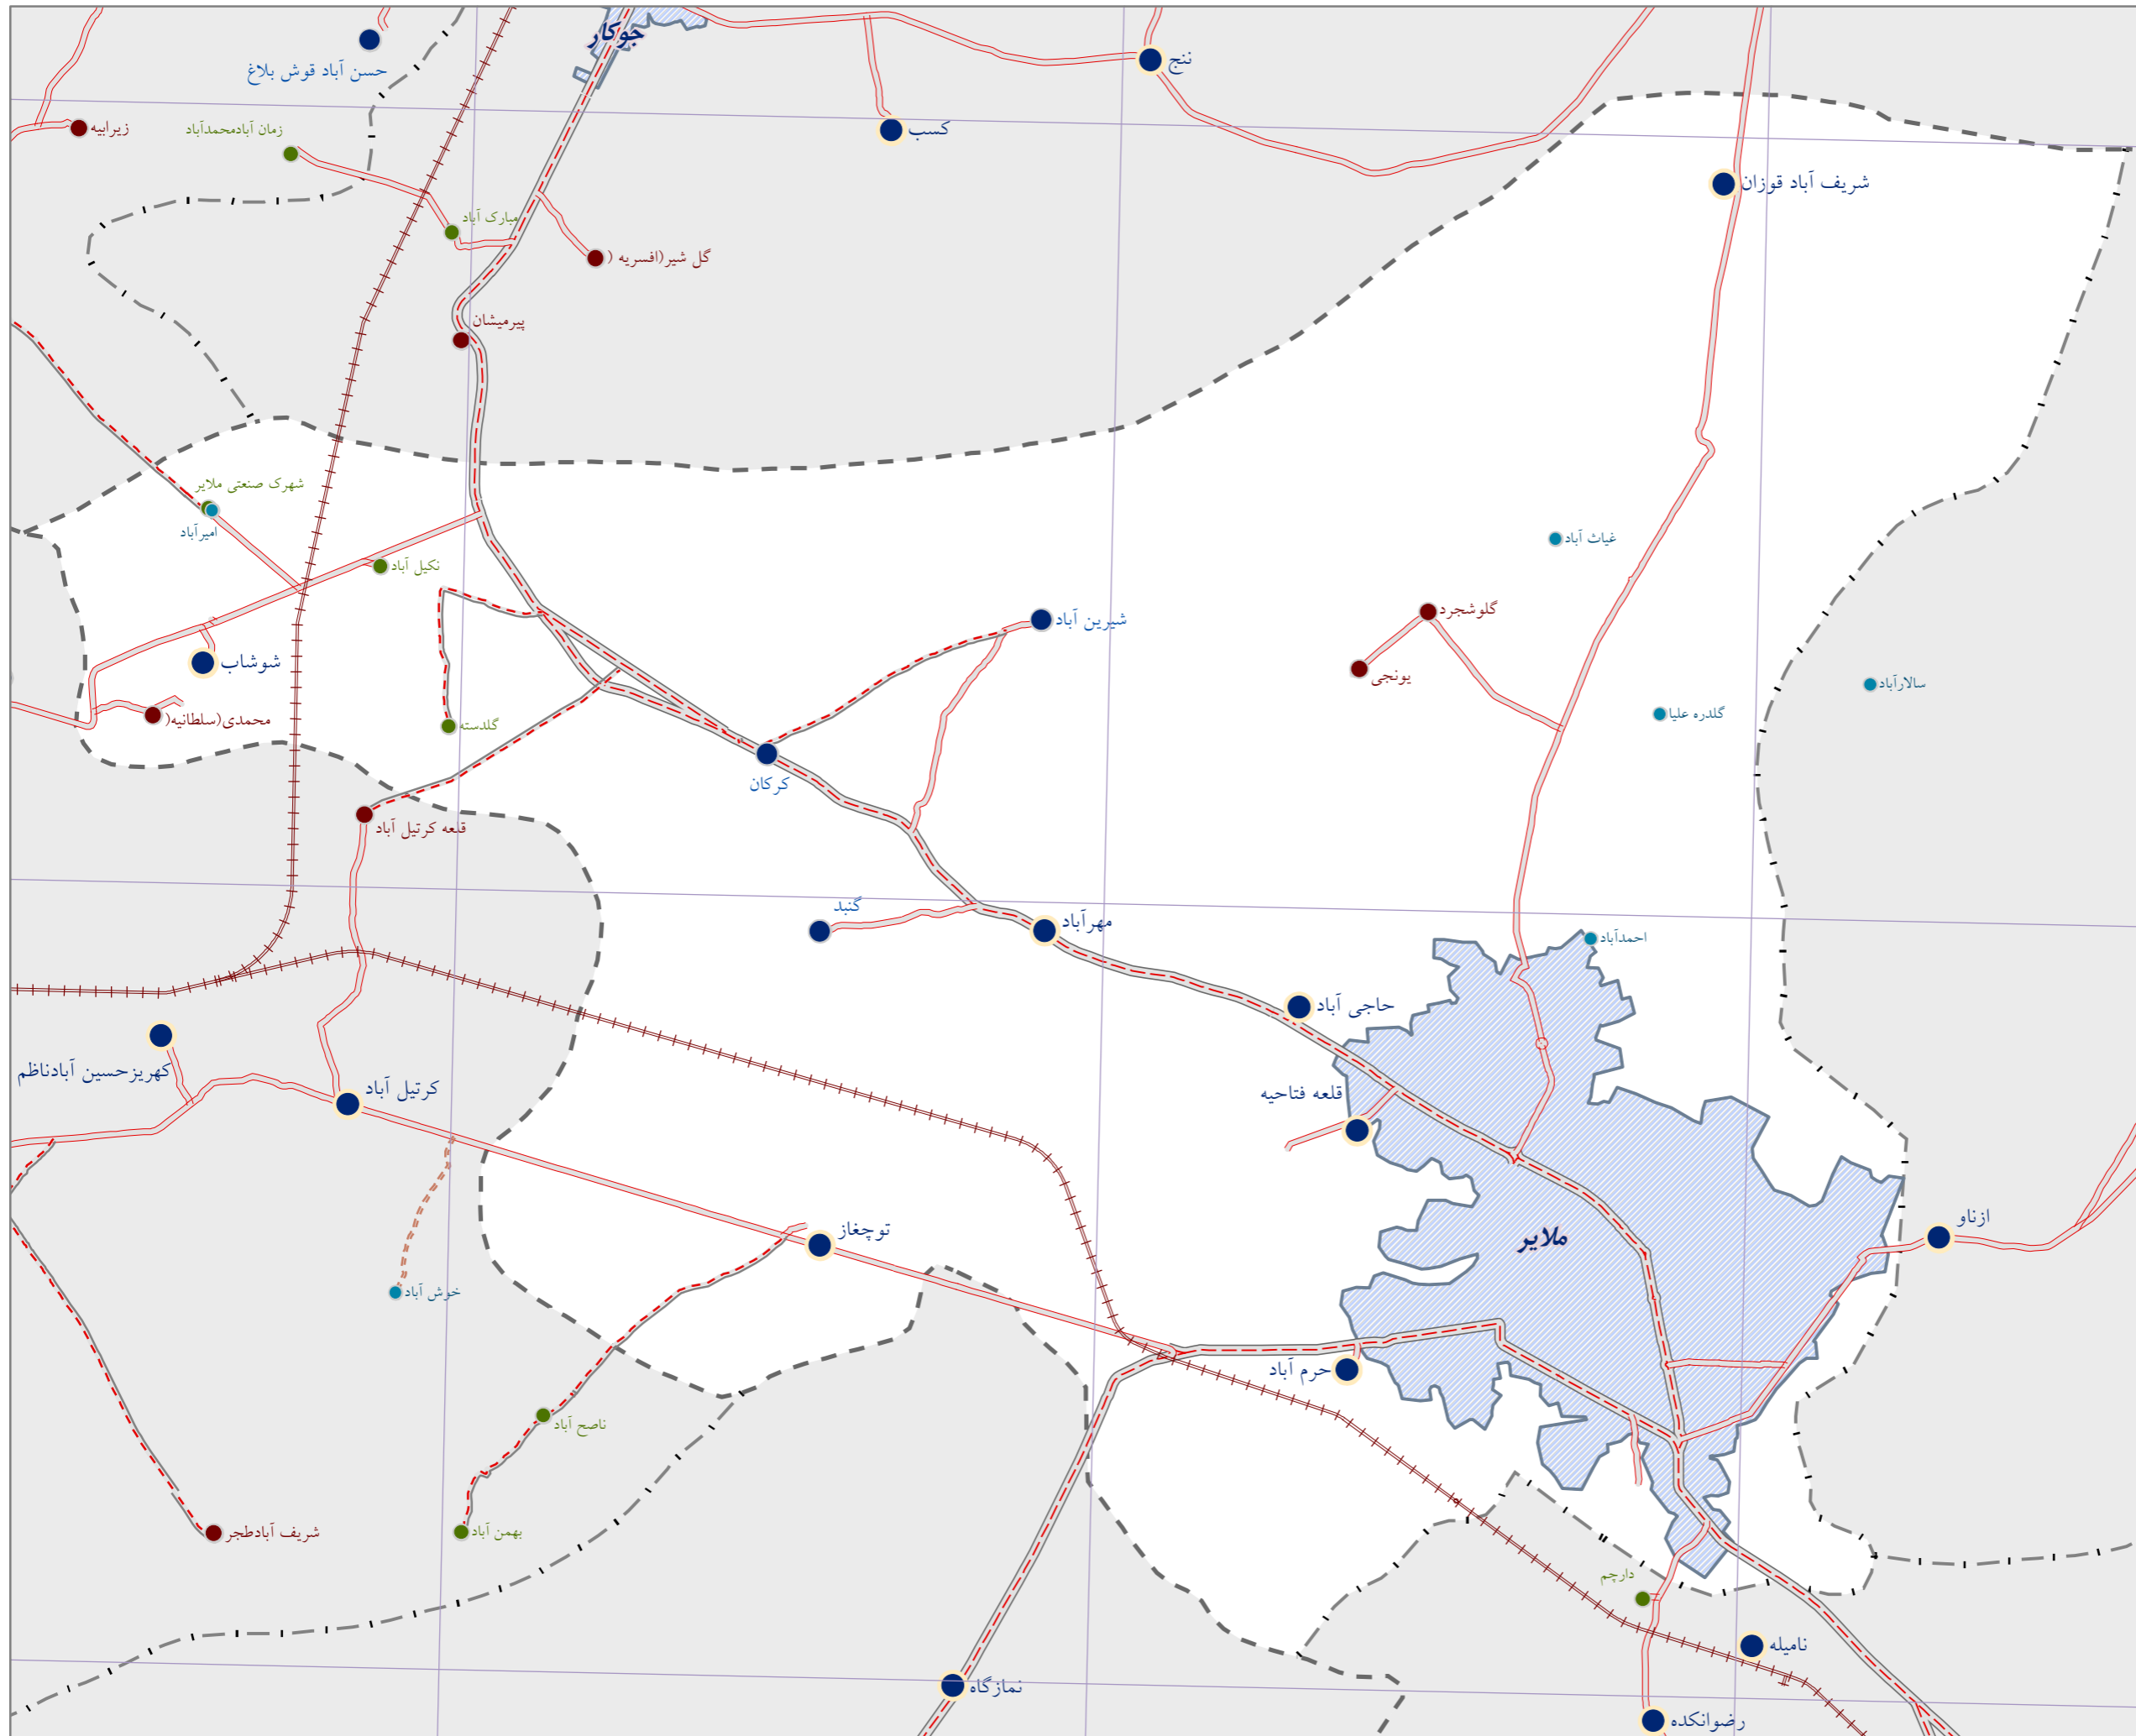 جوکار
ننج
حسن آباد قوش بلاغ
زیرابیه
زمان آبادمحمدآباد
کسب
شریف آباد قوزان
مبارک آباد
گل شیر(افسریه (
پیرمیشان
شهرک صنعتی ملایر
امیرآباد
غیاث آباد
نکیل آباد
گلوشجرد
شیرین آباد
شوشاب
یونجی
سالارآباد
گلدره علیا
محمدی(سلطانیه(
گلدسته
کرکان
قلعه کرتیل آباد
گنبد
مهرآباد
احمدآباد
حاجی آباد
کهریزحسین آبادناظم
کرتیل آباد
قلعه فتاحیه
ازناو
توچغاز
ملایر
خوش آباد
حرم آباد
ناصح آباد
شریف آبادطجر
بهمن آباد
دارچم
نامیله
نمازگاه
رضوانکده